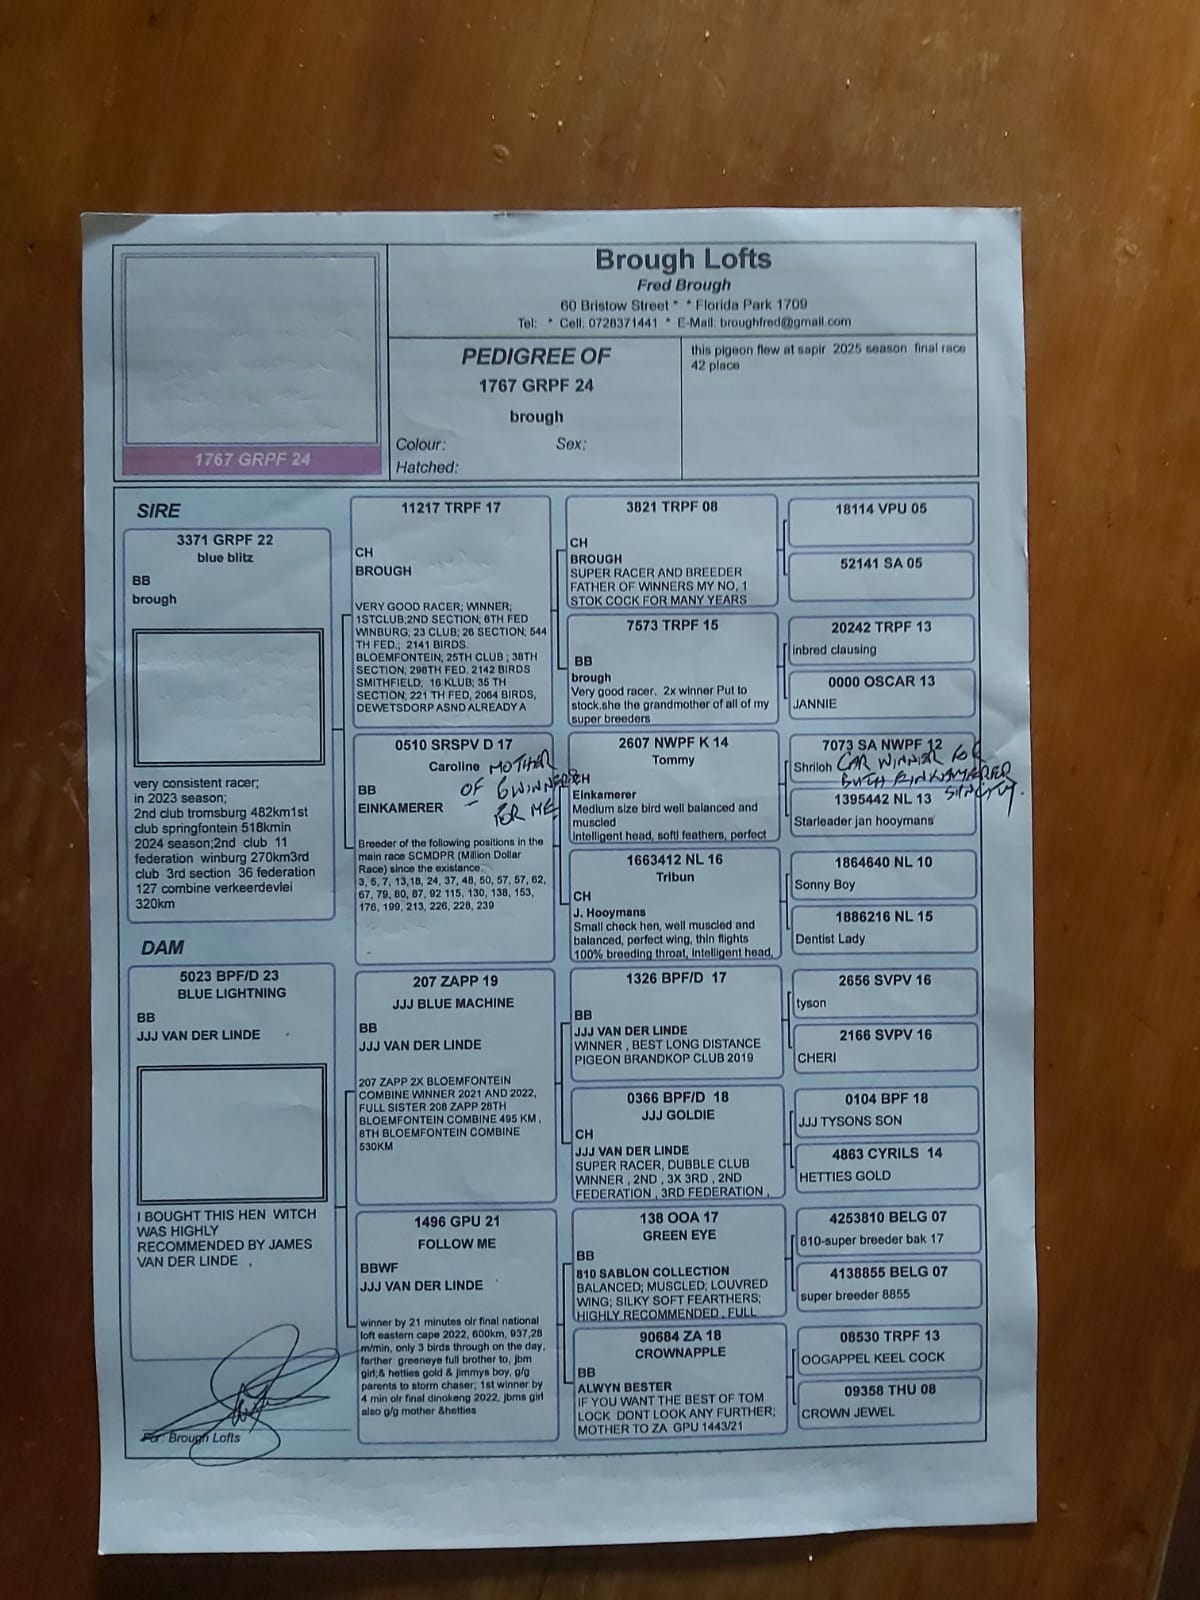 Brough Lofts
Fred Brough
60 Bristow Street * * Florida Park 1709
Tel: * Cell: 0728371441 * E-Mail: broughfred@gmail.com
PEDIGREE OF
1767 GRPF 24
brough
Colour: Sex:
Hatched:
this pigeon flew at sapir 2025 season final race
42 place
1767 GRPF 24
SIRE
3371 GRPF 22
blue blitz
BB
brough
very consistent racer;
in 2023 season;
2nd club tromsburg 482km1st
club springfontein 518kmin
2024 season;2nd club 11
federation winburg 270km3rd
club 3rd section 36 federation
127 combine verkeerdevlei
320km
DAM
5023 BPF/D 23
BLUE LIGHTNING
BB
JJJ VAN DER LINDE
I BOUGHT THIS HEN WITCH
WAS HIGHLY
RECOMMENDED BY JAMES
VAN DER LINDE ,
For: Brough Lofts
11217 TRPF 17
CH
BROUGH
VERY GOOD RACER; WINNER;
1STCLUB;2ND SECTION; 6TH FED
WINBURG; 23 CLUB; 26 SECTION; 544
TH FED.; 2141 BIRDS.
BLOEMFONTEIN; 25TH CLUB ; 38TH
SECTION; 298TH FED. 2142 BIRDS
SMITHFIELD; 16 KLUB; 35 TH
SECTION; 221 TH FED, 2064 BIRDS,
DEWETSDORP ASND ALREADY A
0510 SRSPV D 17
Caroline MOTHER
OF 6 WINNERS
FOR ME
BB
EINKAMERER
Breeder of the following positions in the
main race SCMDPR (Million Dollar
Race) since the existance.
3, 5, 7, 13,18, 24, 37, 48, 50, 57, 57, 62,
67, 79, 80, 87, 92 115, 130, 138, 153,
176, 199, 213, 226, 228, 239
207 ZAPP 19
JJJ BLUE MACHINE
BB
JJJ VAN DER LINDE
207 ZAPP 2X BLOEMFONTEIN
COMBINE WINNER 2021 AND 2022,
FULL SISTER 208 ZAPP 28TH
BLOEMFONTEIN COMBINE 495 KM ,
8TH BLOEMFONTEIN COMBINE
530KM
1496 GPU 21
FOLLOW ME
BBWF
JJJ VAN DER LINDE
winner by 21 minutes olr final national
loft eastern cape 2022, 600km, 937,28
m/min, only 3 birds through on the day,
farther greeneye full brother to, jbm
girl;& hetties gold & jimmys boy, g/g
parents to storm chaser; 1st winner by
4 min olr final dinokeng 2022, jbms girl
also g/g mother &hetties
3821 TRPF 08
CH
BROUGH
SUPER RACER AND BREEDER
FATHER OF WINNERS MY NO, 1
STOK COCK FOR MANY YEARS
7573 TRPF 15
BB
brough
Very good racer. 2x winner Put to
stock.she the grandmother of all of my
super breeders
2607 NWPF K 14
Tommy
CH
Einkamerer
Medium size bird well balanced and
muscled
Intelligent head, softl feathers, perfect
1663412 NL 16
Tribun
CH
J. Hooymans
Small check hen, well muscled and
balanced, perfect wing, thin flights
100% breeding throat, Intelligent head,
1326 BPF/D 17
BB
JJJ VAN DER LINDE
WINNER , BEST LONG DISTANCE
PIGEON BRANDKOP CLUB 2019
0366 BPF/D 18
JJJ GOLDIE
CH
JJJ VAN DER LINDE
SUPER RACER, DUBBLE CLUB
WINNER , 2ND , 3X 3RD , 2ND
FEDERATION , 3RD FEDERATION ,
138 OOA 17
GREEN EYE
BB
810 SABLON COLLECTION
BALANCED; MUSCLED; LOUVRED
WING; SILKY SOFT FEARTHERS;
HIGHLY RECOMMENDED , FULL
90684 ZA 18
CROWNAPPLE
BB
ALWYN BESTER
IF YOU WANT THE BEST OF TOM
LOCK DONT LOOK ANY FURTHER;
MOTHER TO ZA GPU 1443/21
18114 VPU 05
52141 SA 05
20242 TRPF 13
inbred clausing
0000 OSCAR 13
JANNIE
7073 SA NWPF 12
Shriloh CAR WINNER FOR
1395442 NL 13
Starleader jan hooymans
1864640 NL 10
Sonny Boy
1886216 NL 15
Dentist Lady
2656 SVPV 16
tyson
2166 SVPV 16
CHERI
0104 BPF 18
JJJ TYSONS SON
4863 CYRILS 14
HETTIES GOLD
4253810 BELG 07
810-super breeder bak 17
4138855 BELG 07
super breeder 8855
08530 TRPF 13
OOGAPPEL KEEL COCK
09358 THU 08
CROWN JEWEL